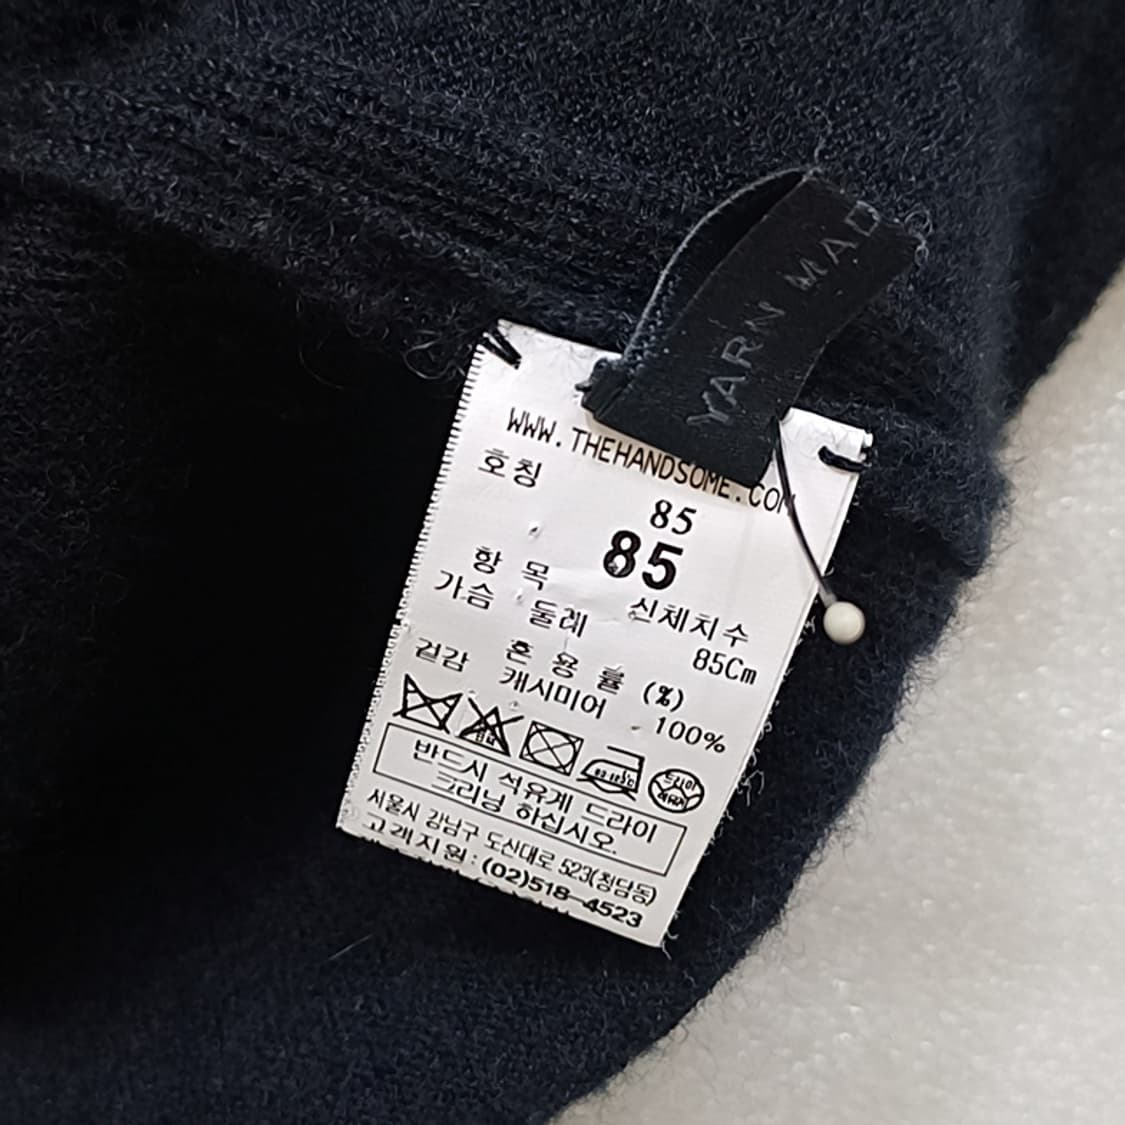 YARN MAD
WWW.THEHANDSOME.COM
호칭
85
85
항 목 신체치수
가슴 둘레 85Cm
혼 용 률 (%)
겉감 캐시미어 100%
반드시 석유계 드라이
크리닝 하십시오.
서울시 강남구 도산대로 523(청담동)
고객지원:(02)518-4523